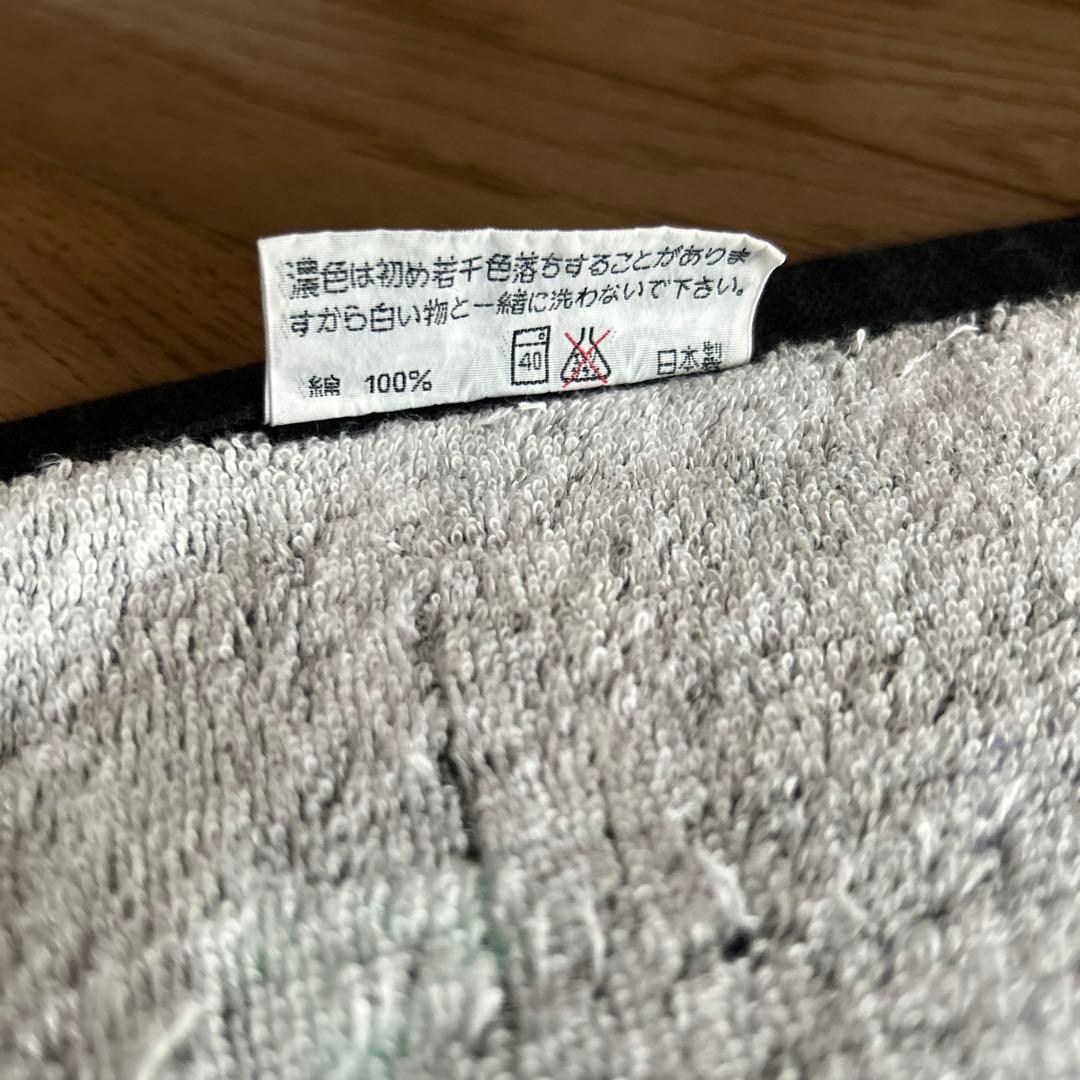 濃色は初め若干色落ちすることがありま
すから白い物と一緒に洗わないで下さい。
綿 100% 40 日本製